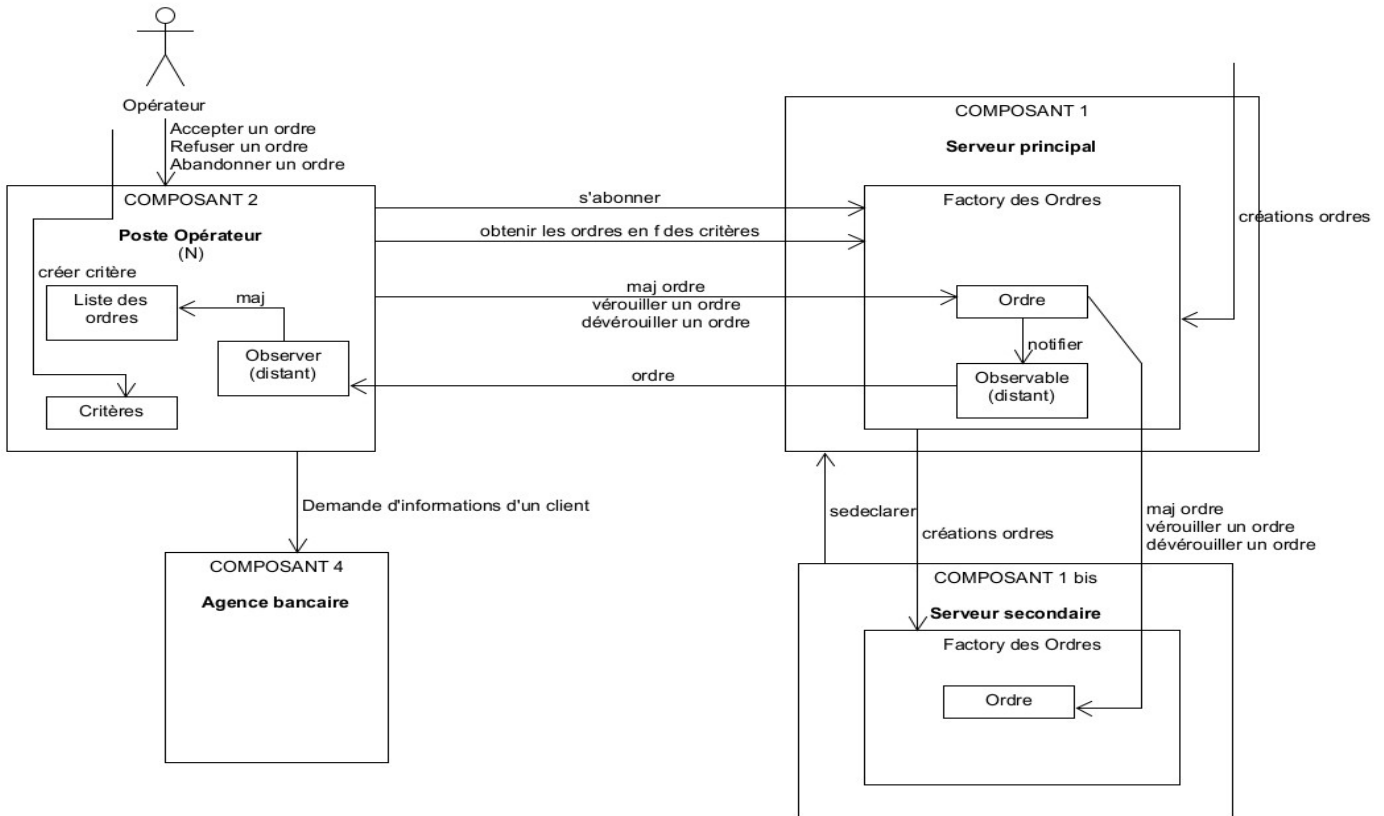 Opérateur
Accepter un ordre
Refuser un ordre
Abandonner un ordre
COMPOSANT 2
Poste Opérateur
(N)
créer critère
Liste des
ordres
maj
Observer
(distant)
Critères
s'abonner
obtenir les ordres en f des critères
maj ordre
vérouiller un ordre
dévérouiller un ordre
ordre
COMPOSANT 1
Serveur principal
Factory des Ordres
Ordre
notifier
Observable
(distant)
créations ordres
Demande d'informations d'un client
COMPOSANT 4
Agence bancaire
sedeclarer
créations ordres
maj ordre
vérouiller un ordre
dévérouiller un ordre
COMPOSANT 1 bis
Serveur secondaire
Factory des Ordres
Ordre